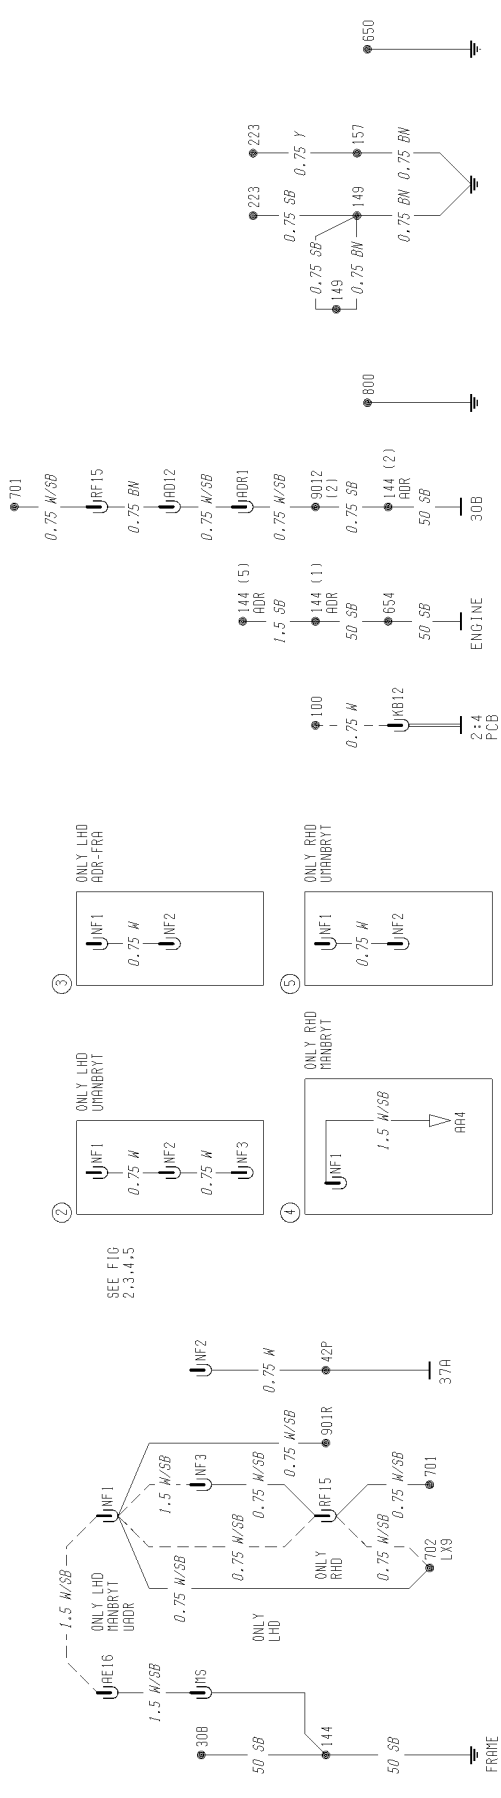 AE16
1.5 W/SB
ONLY LHD
MANBRYT
UADR
NF1
1.5 W/SB
MS
30B
50 SB
144
50 SB
FRAME
ONLY
LHD
0.75 W/SB
0.75 W/SB
1.5 W/SB
NF3
0.75 W/SB
0.75 W/SB
901R
ONLY
RHD
RF15
0.75 W/SB
0.75 W/SB
702
LX9
701
NF2
0.75 W
42P
37A
SEE FIG
2,3,4,5
2
ONLY LHD
UMANBRYT
NF1
0.75 W
NF2
0.75 W
NF3
3
ONLY LHD
ADR-FRA
NF1
0.75 W
NF2
4
ONLY RHD
MANBRYT
NF1
1.5 W/SB
AA4
5
ONLY RHD
UMANBRYT
NF1
0.75 W
NF2
100
0.75 W
KB12
2:4
PCB
144 (5)
ADR
1.5 SB
144 (1)
ADR
50 SB
654
50 SB
ENGINE
701
0.75 W/SB
RF15
0.75 BN
AD12
0.75 W/SB
ADR1
0.75 W/SB
9012
(2)
0.75 SB
144 (2)
ADR
50 SB
30B
800
223
0.75 SB
149
0.75 SB
149
0.75 BN
0.75 BN
223
0.75 Y
157
0.75 BN
650